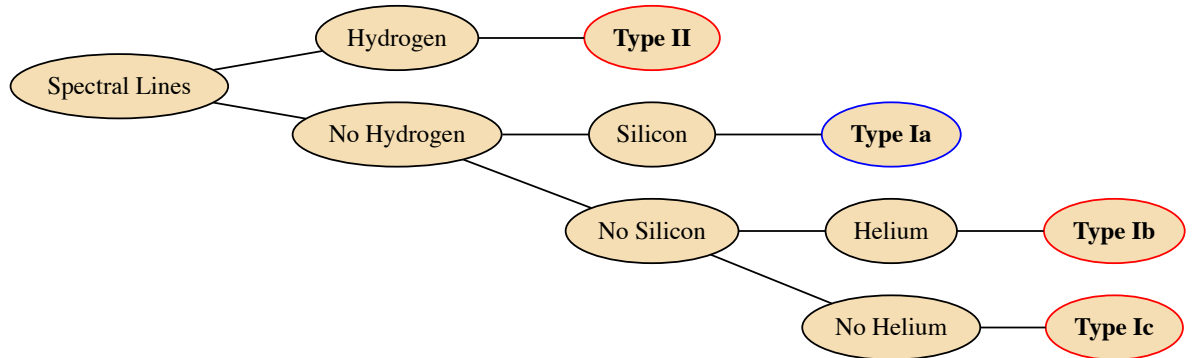 Hydrogen
Type II
Spectral Lines
No Hydrogen
Silicon
Type Ia
No Silicon
Helium
Type Ib
No Helium
Type Ic